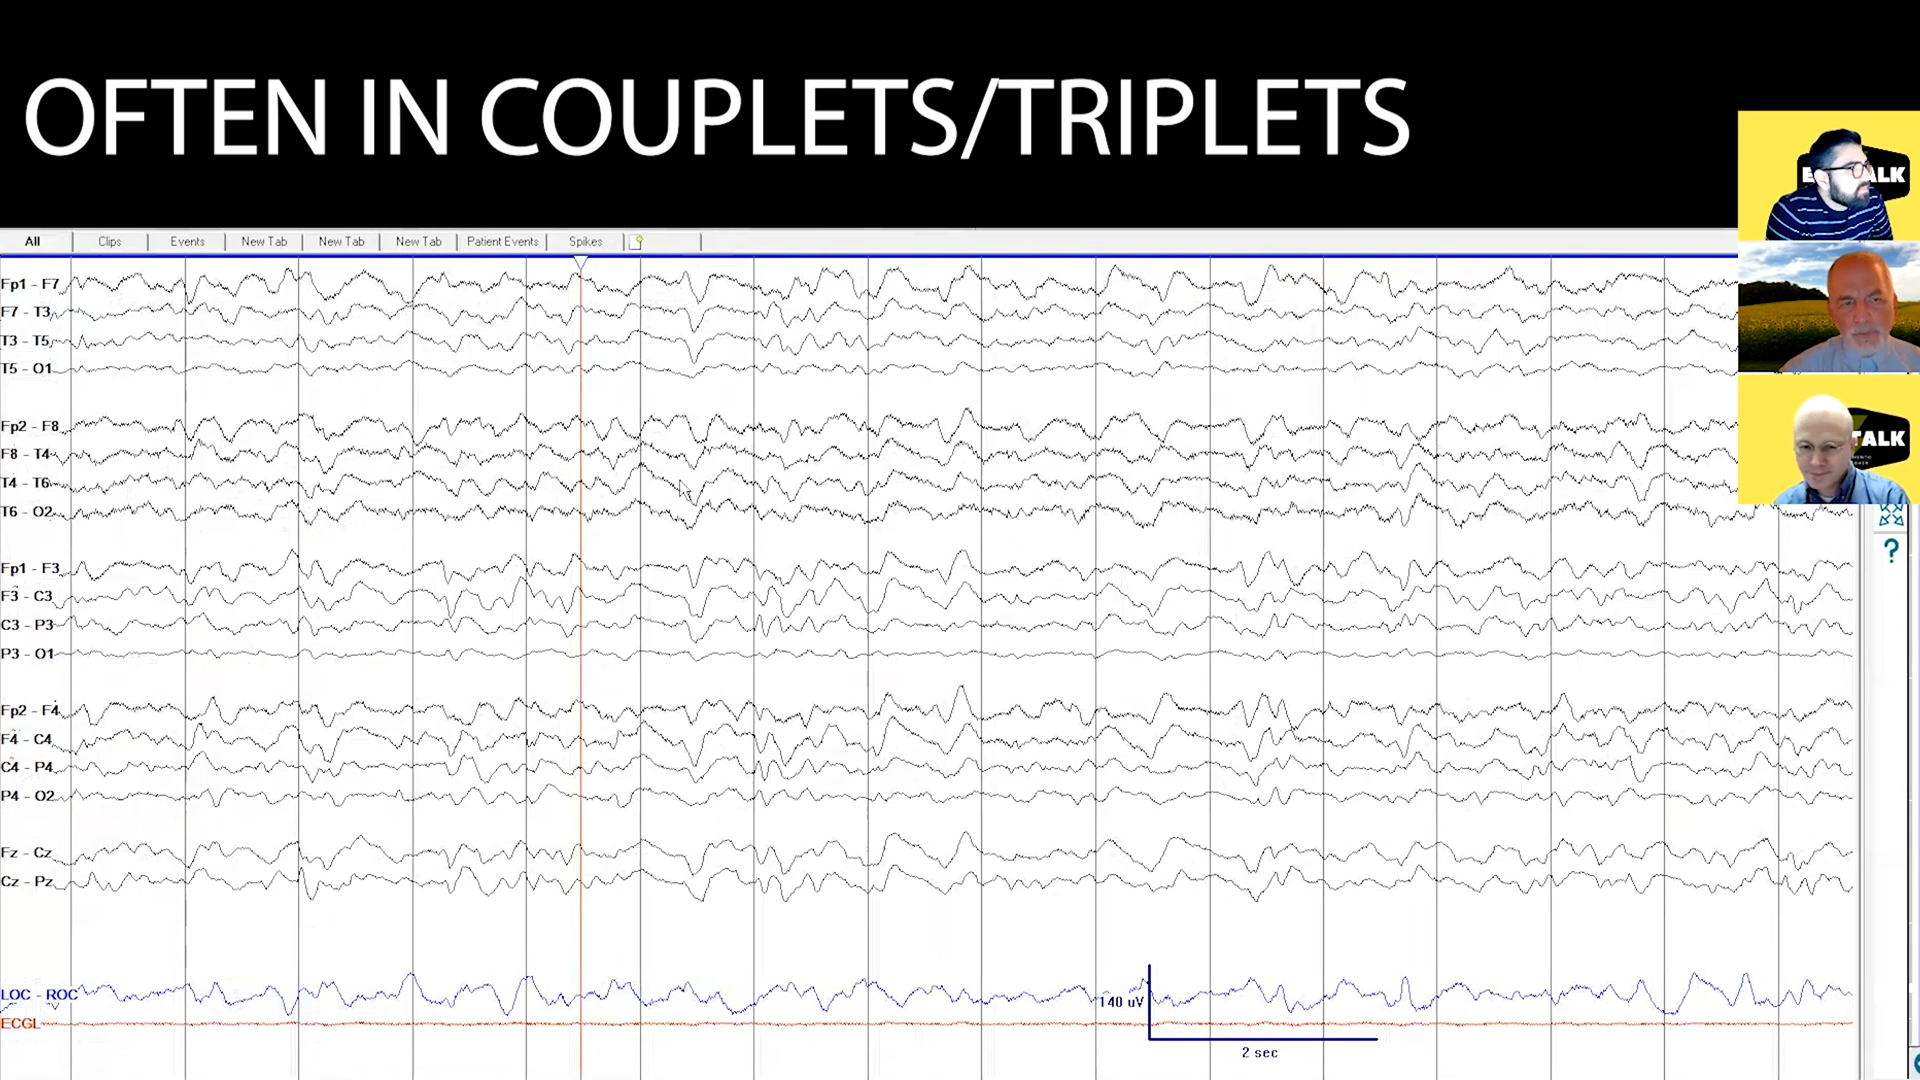 OFTEN IN COUPLETS/TRIPLETS
All
Clips
Events
New Tab
New Tab
New Tab
Patient Events
Spikes
Fp1 - F7
F7 - T3
T3 - T5
T5 - O1
Fp2 - F8
F8 - T4
T4 - T6
T6 - O2
Fp1 - F3
F3 - C3
C3 - P3
P3 - O1
Fp2 - F4
F4 - C4
C4 - P4
P4 - O2
Fz - Cz
Cz - Pz
LOC - ROC
ECGL
140 uV
2 sec
ALK
TALK
?